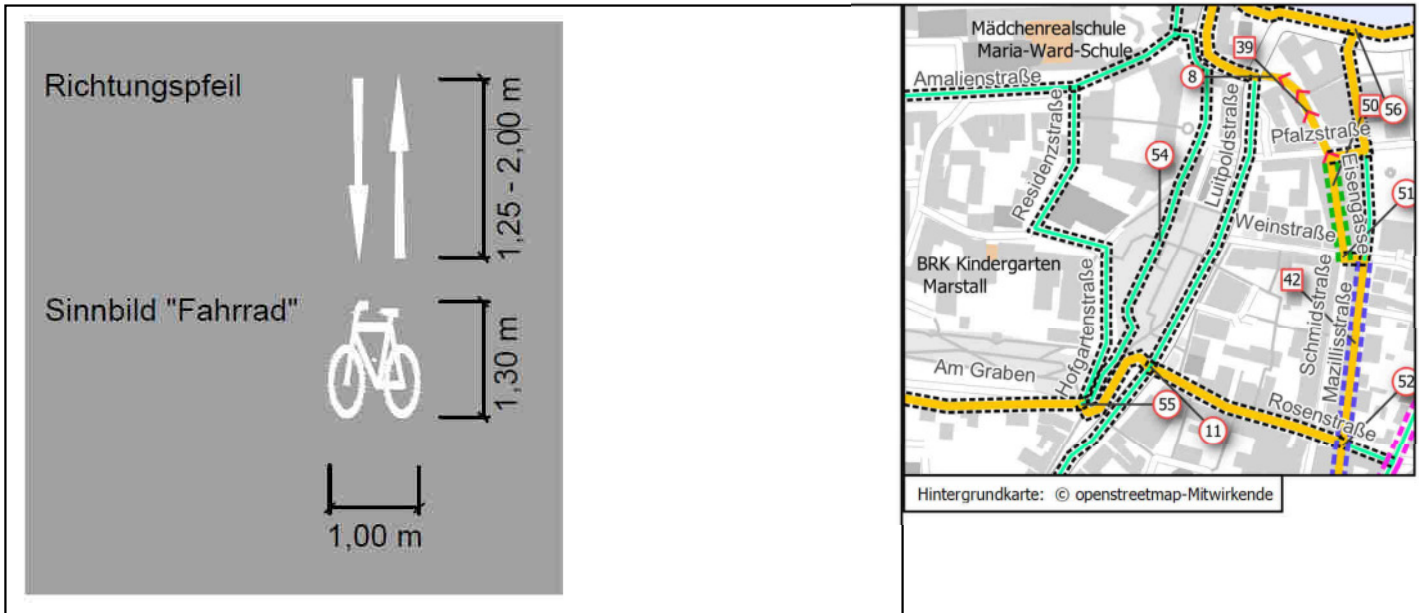 Richtungspfeil
1,25 - 2,00 m
Sinnbild "Fahrrad"
1,30 m
1,00 m
Mädchenrealschule
Maria-Ward-Schule
39
8
Amalienstraße
50
56
Pfalzstraße
Residenzstraße
54
Luitpoldstraße
Eisengasse
51
Weinstraße
BRK Kindergarten
Marstall
42
Hofgartenstraße
Schmidstraße
Mazillisstraße
Am Graben
52
55
Rosenstraße
11
Hintergrundkarte: © openstreetmap-Mitwirkende